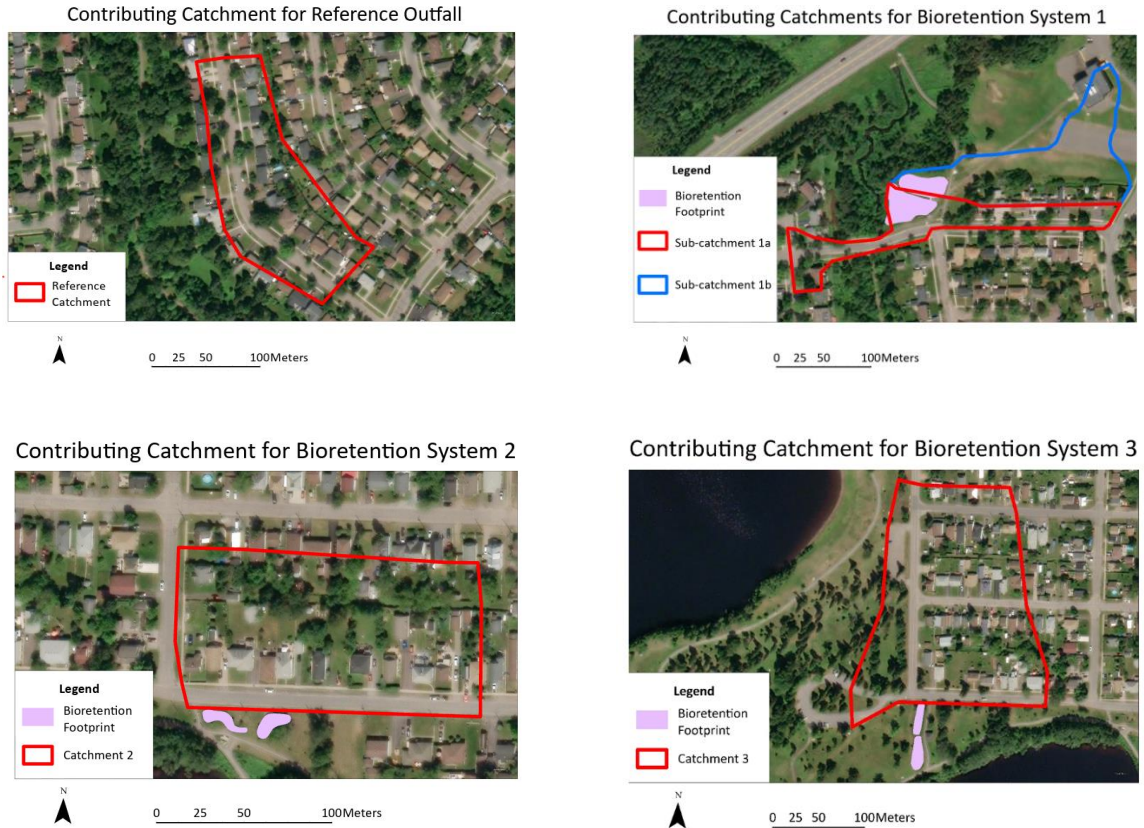 Contributing Catchment for Reference Outfall
Legend
Reference
Catchment
N
0 25 50 100Meters
Contributing Catchments for Bioretention System 1
Legend
Bioretention
Footprint
Sub-catchment 1a
Sub-catchment 1b
N
0 25 50 100Meters
Contributing Catchment for Bioretention System 2
Legend
Bioretention
Footprint
Catchment 2
N
0 25 50 100Meters
Contributing Catchment for Bioretention System 3
Legend
Bioretention
Footprint
Catchment 3
N
0 25 50 100Meters